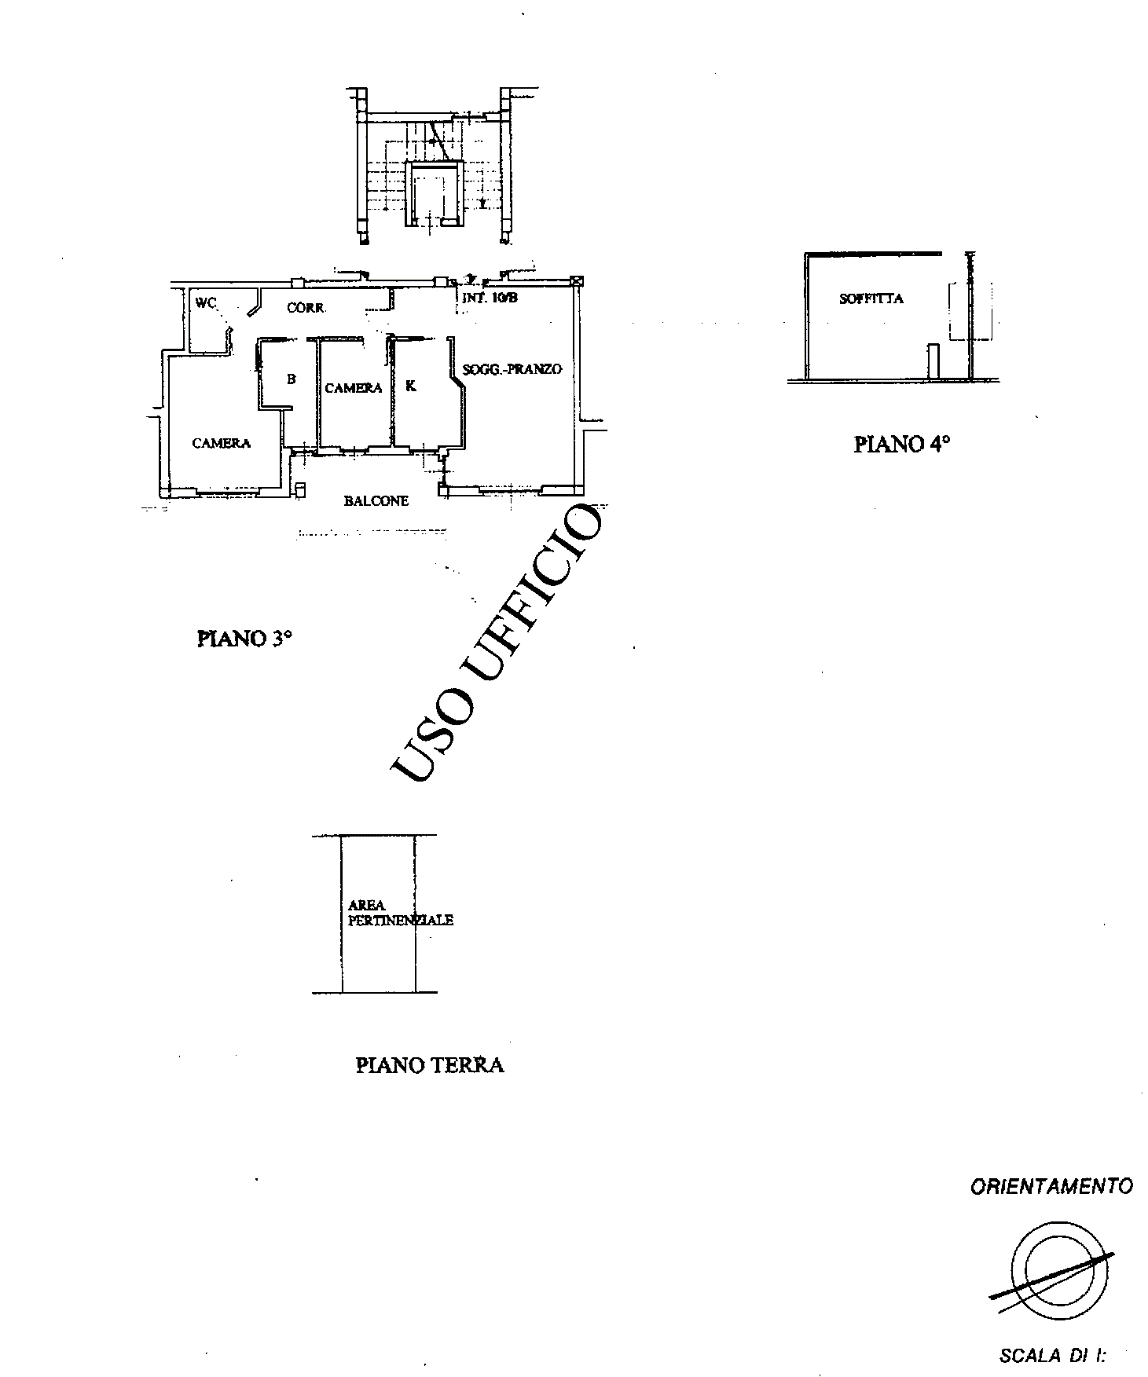 WC
CORR
INT. 10/B
SOFFITTA
B
CAMERA
K
SOGG.-PRANZO
CAMERA
PIANO 4°
BALCONE
PIANO 3°
USO UFFICIO
AREA
PERTINENZIALE
PIANO TERRA
ORIENTAMENTO
SCALA DI I: